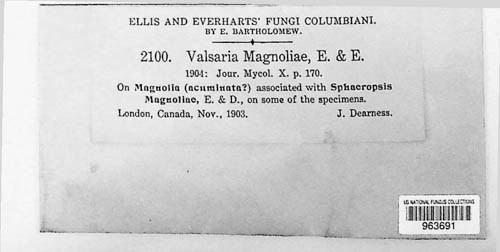 ELLIS AND EVERHARTS' FUNGI COLUMBIANI.
BY E. BARTHOLOMEW.
2100. Valsaria Magnoliae, E. & E.
1904: Jour. Mycol. X. p. 170.
On Magnolia (acuminata?) associated with Sphaeropsis
Magnoliae, E. & D., on some of the specimens.
London, Canada, Nov., 1903. J. Dearness.
US NATIONAL FUNGUS COLLECTIONS
963691